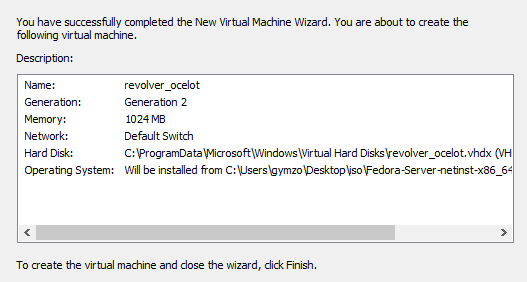 You have successfully completed the New Virtual Machine Wizard. You are about to create the
following virtual machine.
Description:
Name: revolver_ocelot
Generation: Generation 2
Memory: 1024 MB
Network: Default Switch
Hard Disk: C:\ProgramData\Microsoft\Windows\Virtual Hard Disks\revolver_ocelot.vhdx (VH
Operating System: Will be installed from C:\Users\gymzo\Desktop\iso\Fedora-Server-netinst-x86_64
To create the virtual machine and close the wizard, click Finish.